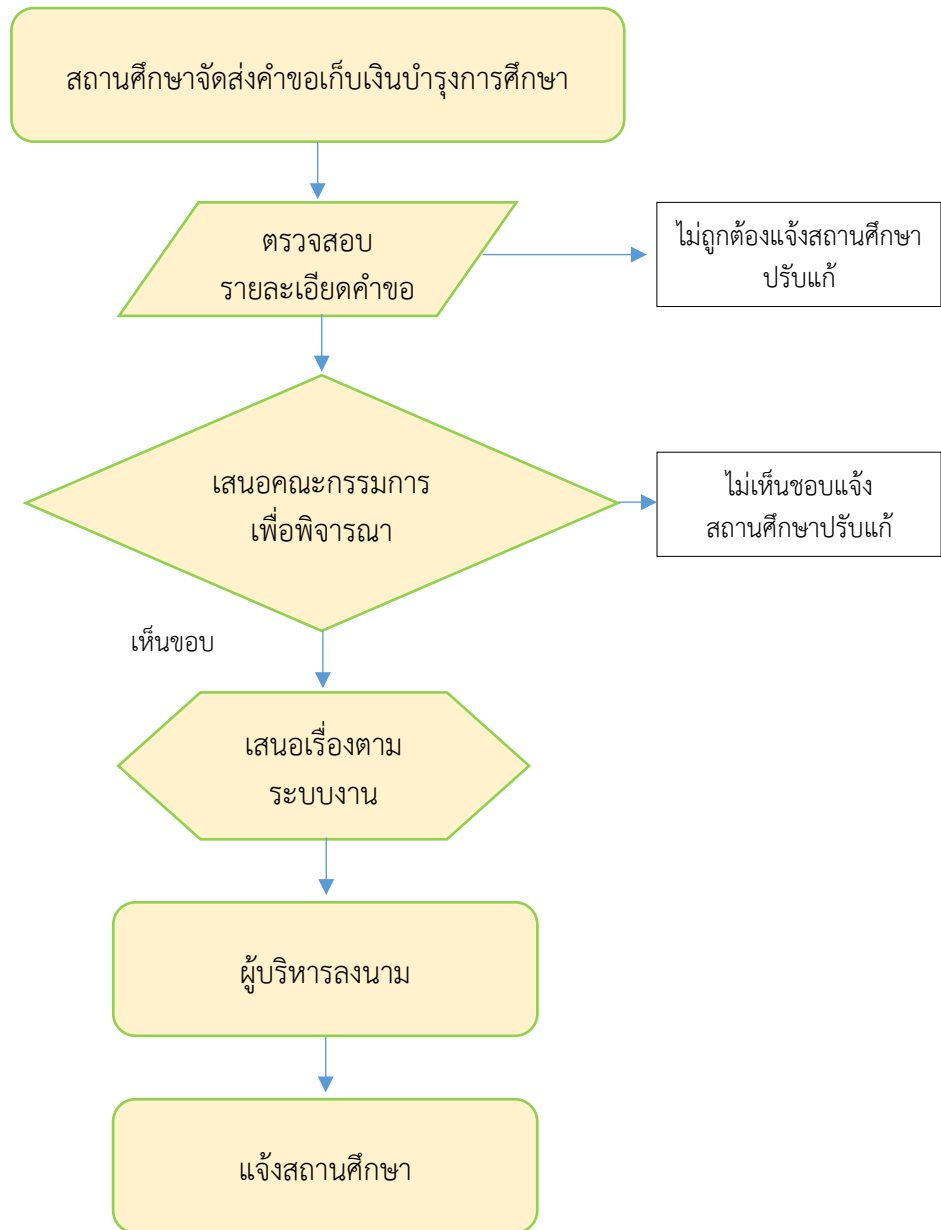 สถานศึกษาจัดส่งคำขอเก็บเงินบำรุงการศึกษา
ตรวจสอบ
รายละเอียดคำขอ
ไม่ถูกต้องแจ้งสถานศึกษา
ปรับแก้
เสนอคณะกรรมการ
เพื่อพิจารณา
ไม่เห็นชอบแจ้ง
สถานศึกษาปรับแก้
เห็นขอบ
เสนอเรื่องตาม
ระบบงาน
ผู้บริหารลงนาม
แจ้งสถานศึกษา